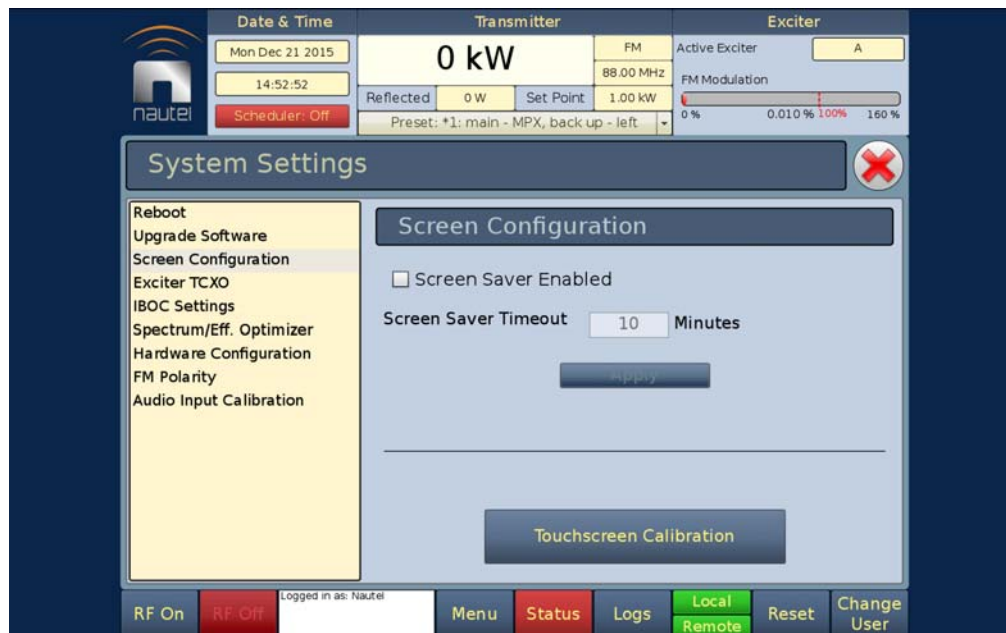 Date & Time
Transmitter
Exciter
nautel
Mon Dec 21 2015
14:52:52
Scheduler: Off
0 kW
FM
88.00 MHz
Reflected
0 W
Set Point
1.00 kW
Preset: *1: main - MPX, back up - left
Active Exciter
A
FM Modulation
0 %
0.010 %
100%
160 %
System Settings
Reboot
Upgrade Software
Screen Configuration
Exciter TCXO
IBOC Settings
Spectrum/Eff. Optimizer
Hardware Configuration
FM Polarity
Audio Input Calibration
Screen Configuration
Screen Saver Enabled
Screen Saver Timeout
10
Minutes
Apply
Touchscreen Calibration
RF On
RF Off
Logged in as: Nautel
Menu
Status
Logs
Local
Remote
Reset
Change
User